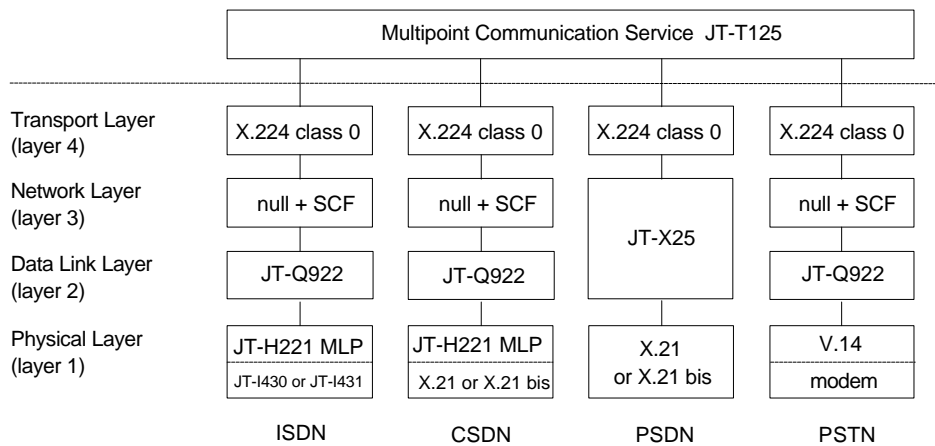 Multipoint Communication Service JT-T125
Transport Layer
(layer 4)
X.224 class 0
X.224 class 0
X.224 class 0
X.224 class 0
Network Layer
(layer 3)
null + SCF
null + SCF
JT-X25
null + SCF
Data Link Layer
(layer 2)
JT-Q922
JT-Q922
JT-Q922
Physical Layer
(layer 1)
JT-H221 MLP
JT-I430 or JT-I431
JT-H221 MLP
X.21 or X.21 bis
X.21
or X.21 bis
V.14
modem
ISDN
CSDN
PSDN
PSTN